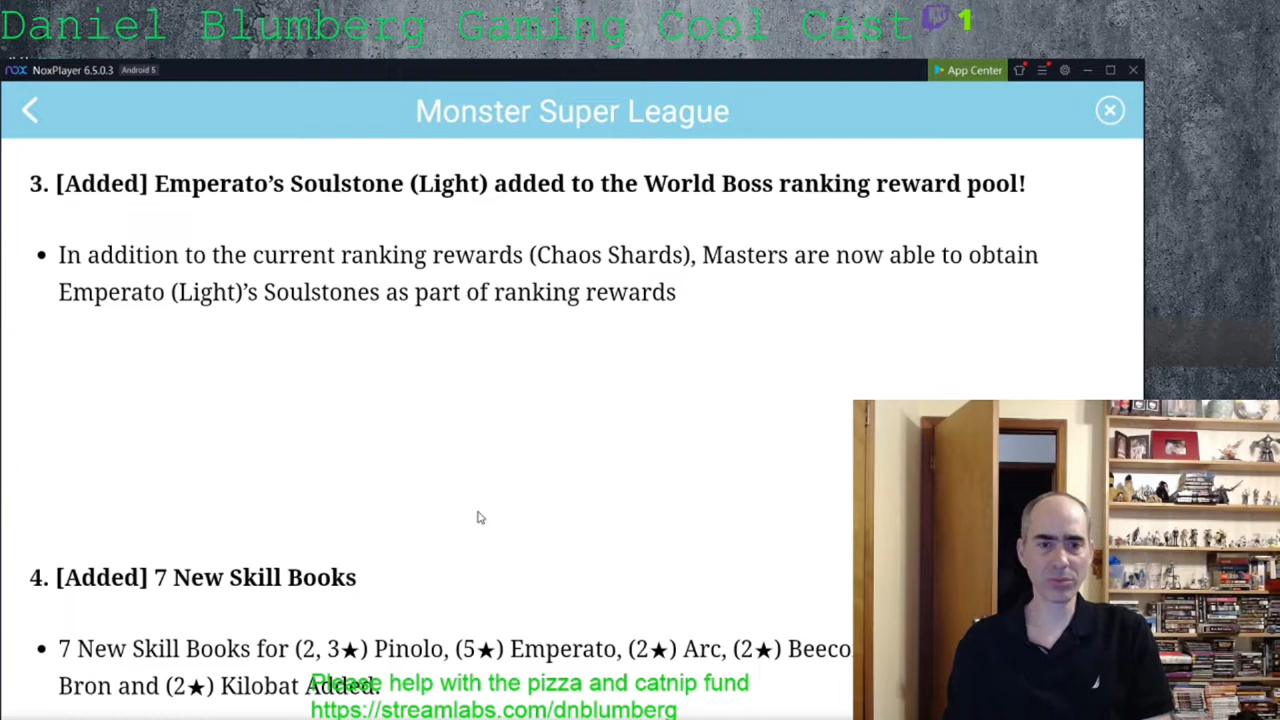 Daniel Blumberg Gaming Cool Cast 1
nox NoxPlayer 6.5.0.3 Android 5
App Center
Monster Super League
3. [Added] Emperato’s Soulstone (Light) added to the World Boss ranking reward pool!
• In addition to the current ranking rewards (Chaos Shards), Masters are now able to obtain
Emperato (Light)’s Soulstones as part of ranking rewards
4. [Added] 7 New Skill Books
• 7 New Skill Books for (2, 3★) Pinolo, (5★) Emperato, (2★) Arc, (2★) Beeco
Bron and (2★) Kilobat Added.
Please help with the pizza and catnip fund
https://streamlabs.com/dnblumberg